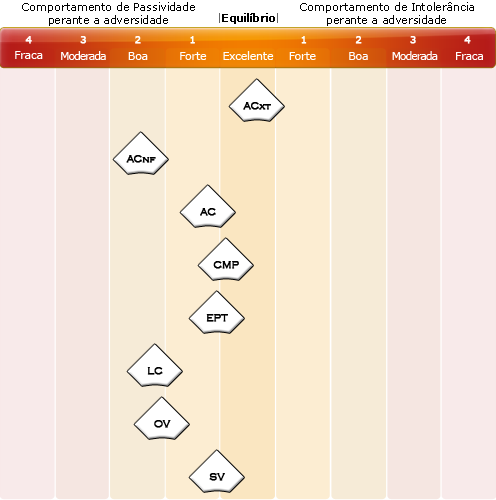 Comportamento de Passividade
perante a adversidade
|Equilíbrio|
Comportamento de Intolerância
perante a adversidade
4 3 2 1 1 2 3 4
Fraca Moderada Boa Forte Excelente Forte Boa Moderada Fraca
ACXT
ACNF
AC
CMP
EPT
LC
OV
SV